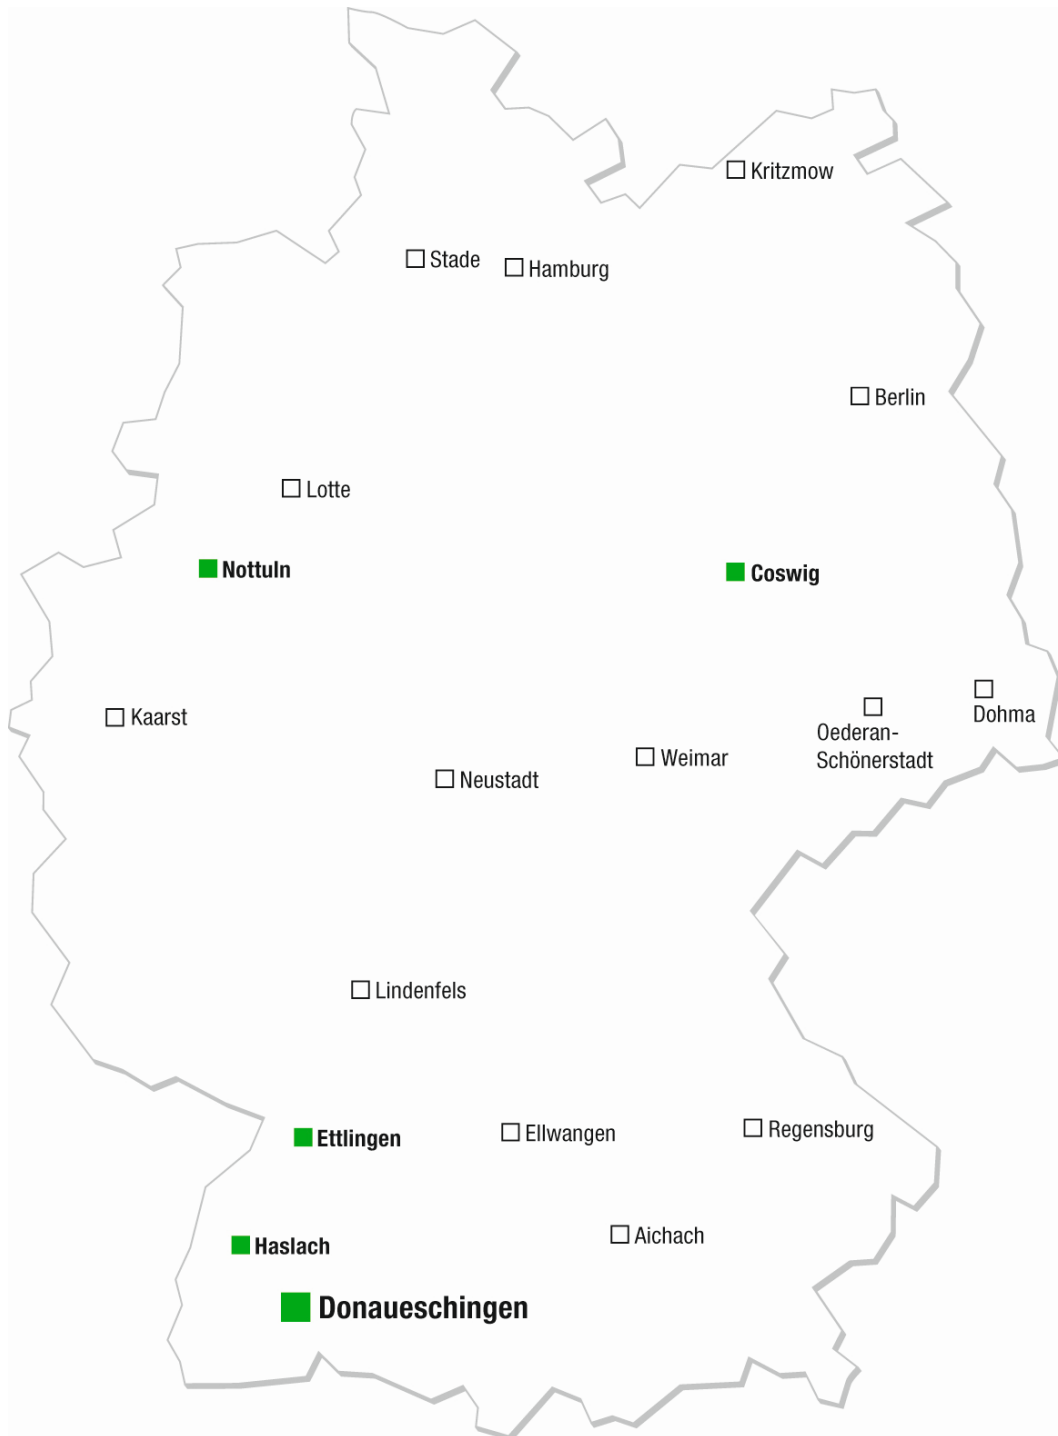 Kritzmow
Stade
Hamburg
Berlin
Lotte
Nottuln
Coswig
Kaarst
Dohma
Oederan-
Schönerstadt
Weimar
Neustadt
Lindenfels
Ettlingen
Ellwangen
Regensburg
Haslach
Aichach
Donaueschingen